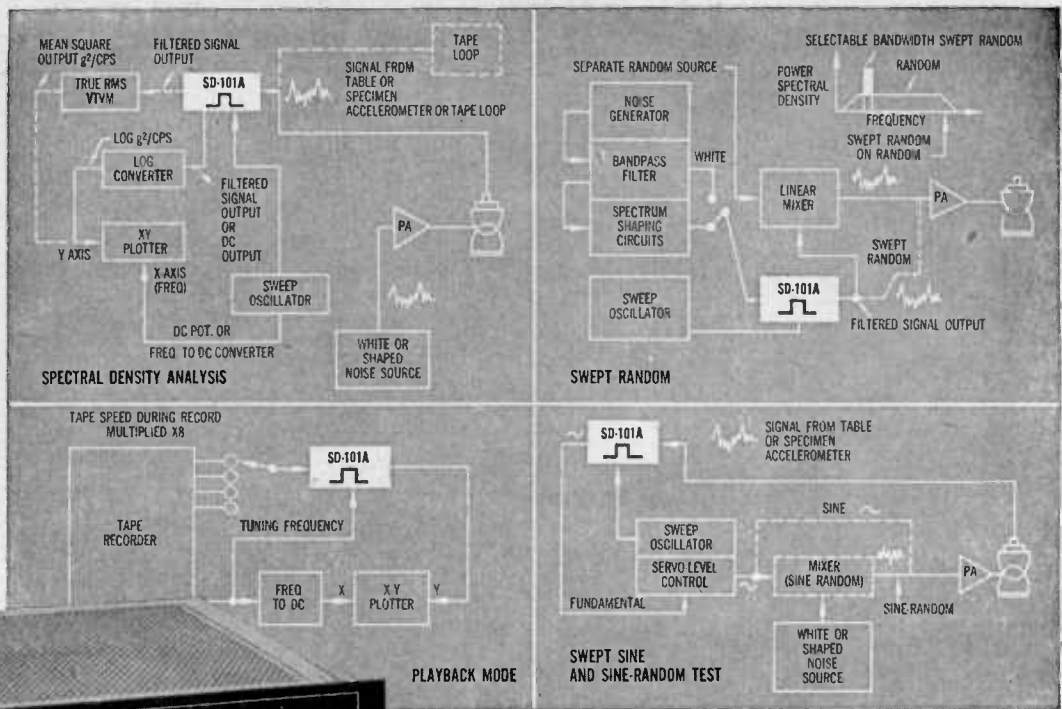 MEAN SQUARE
OUTPUT g²/CPS
FILTERED SIGNAL
OUTPUT
TRUE RMS
VTVM
SD-101A
TAPE
LOOP
SIGNAL FROM
TABLE OR
SPECIMEN
ACCELEROMETER OR TAPE LOOP
LOG g²/CPS
LOG
CONVERTER
FILTERED
SIGNAL
OUTPUT
OR
DC
OUTPUT
PA
XY
PLOTTER
Y AXIS
X-AXIS
(FREQ)
SWEEP
OSCILLATOR
DC POT. OR
FREQ TO DC CONVERTER
WHITE OR
SHAPED
NOISE SOURCE
SPECTRAL DENSITY ANALYSIS
SELECTABLE BANDWIDTH SWEPT RANDOM
SEPARATE RANDOM SOURCE
POWER
SPECTRAL
DENSITY
RANDOM
FREQUENCY
SWEPT RANDOM
ON RANDOM
NOISE
GENERATOR
BANDPASS
FILTER
WHITE
SPECTRUM
SHAPING
CIRCUITS
LINEAR
MIXER
PA
SWEPT
RANDOM
SWEEP
OSCILLATOR
SD-101A
FILTERED SIGNAL OUTPUT
SWEPT RANDOM
TAPE SPEED DURING RECORD
MULTIPLIED X8
SD-101A
TAPE
RECORDER
TUNING FREQUENCY
FREQ
TO DC
X
X Y
PLOTTER
Y
PLAYBACK MODE
SD-101A
SIGNAL FROM TABLE
OR SPECIMEN
ACCELEROMETER
SINE
SWEEP
OSCILLATOR
SERVO LEVEL
CONTROL
MIXER
(SINE RANDOM)
PA
FUNDAMENTAL
SINE-RANDOM
WHITE OR
SHAPED
NOISE
SOURCE
SWEPT SINE
AND SINE-RANDOM TEST